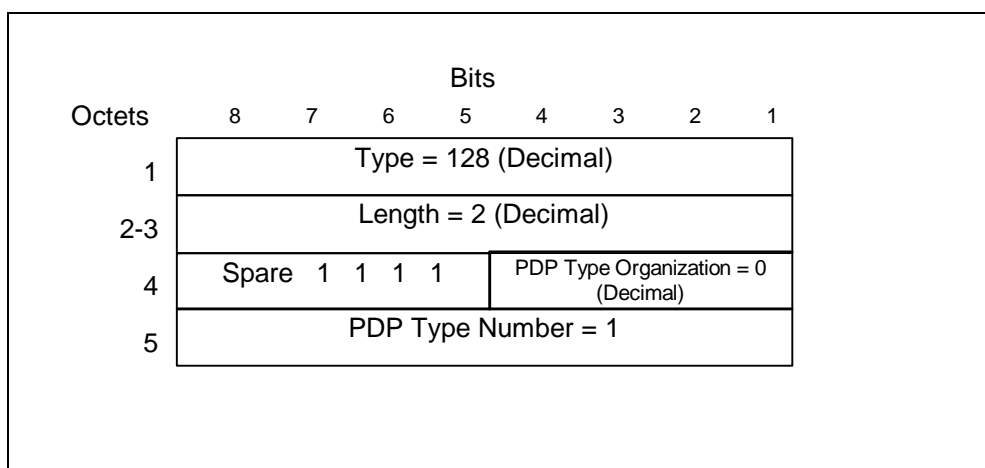 Bits
Octets 8 7 6 5 4 3 2 1
1 Type = 128 (Decimal)
2-3 Length = 2 (Decimal)
4 Spare 1 1 1 1 PDP Type Organization = 0
(Decimal)
5 PDP Type Number = 1